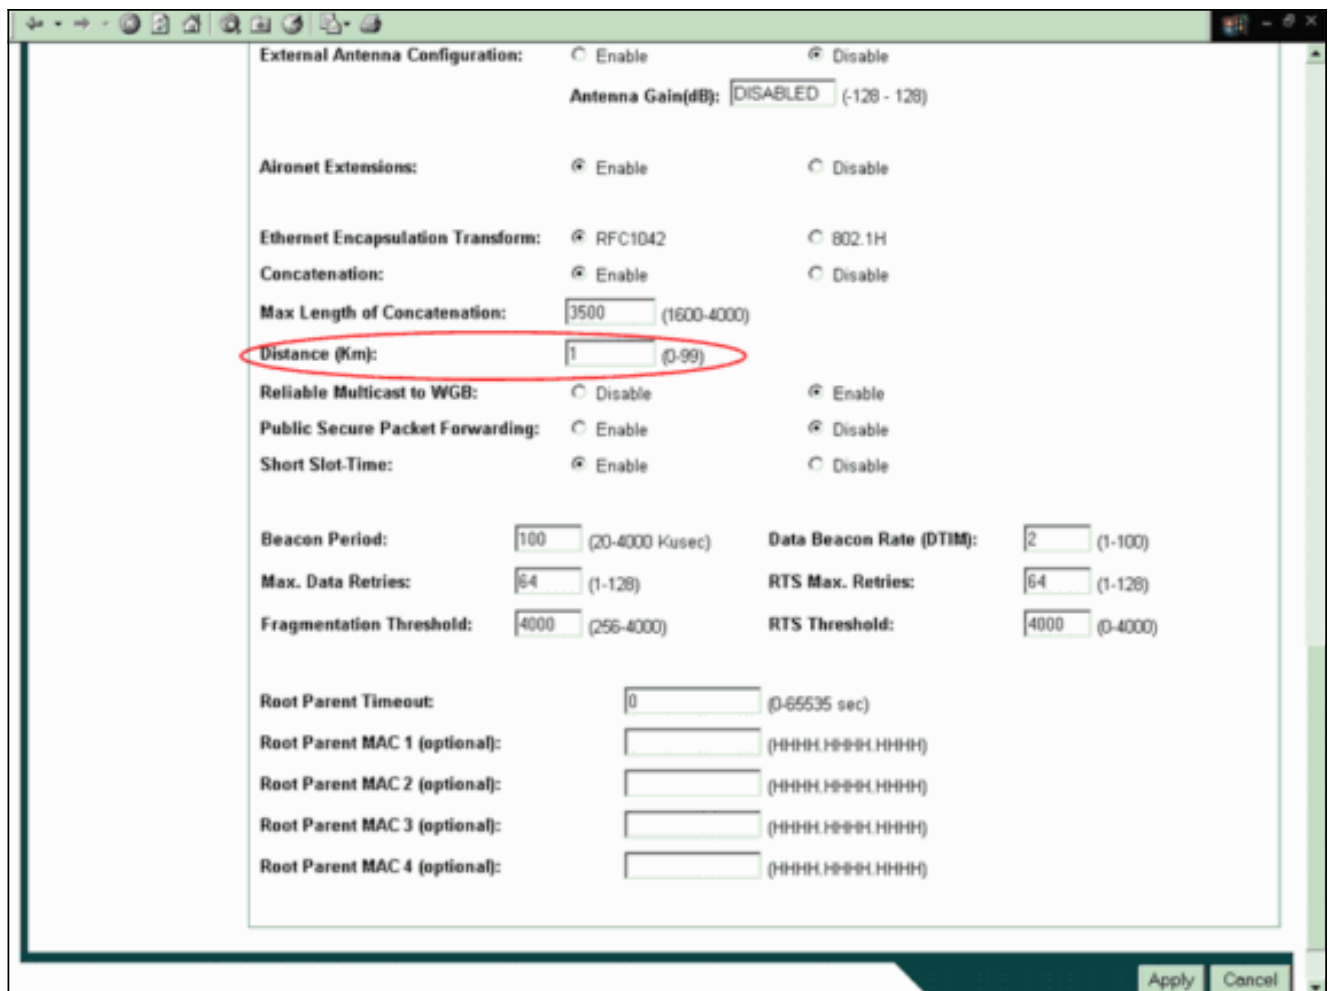 External Antenna Configuration: Enable Disable
Antenna Gain(dB): DISABLED (-128 - 128)
Aironet Extensions: Enable Disable
Ethernet Encapsulation Transform: RFC1042 802.1H
Concatenation: Enable Disable
Max Length of Concatenation: 3500 (1600-4000)
Distance (Km): 1 (0-99)
Reliable Multicast to WGB: Disable Enable
Public Secure Packet Forwarding: Enable Disable
Short Slot-Time: Enable Disable
Beacon Period: 100 (20-4000 Kusec) Data Beacon Rate (DTIM): 2 (1-100)
Max. Data Retries: 64 (1-128) RTS Max. Retries: 64 (1-128)
Fragmentation Threshold: 4000 (256-4000) RTS Threshold: 4000 (0-4000)
Root Parent Timeout: 0 (0-65535 sec)
Root Parent MAC 1 (optional): (HHHH.HHHH.HHHH)
Root Parent MAC 2 (optional): (HHHH.HHHH.HHHH)
Root Parent MAC 3 (optional): (HHHH.HHHH.HHHH)
Root Parent MAC 4 (optional): (HHHH.HHHH.HHHH)
Apply Cancel